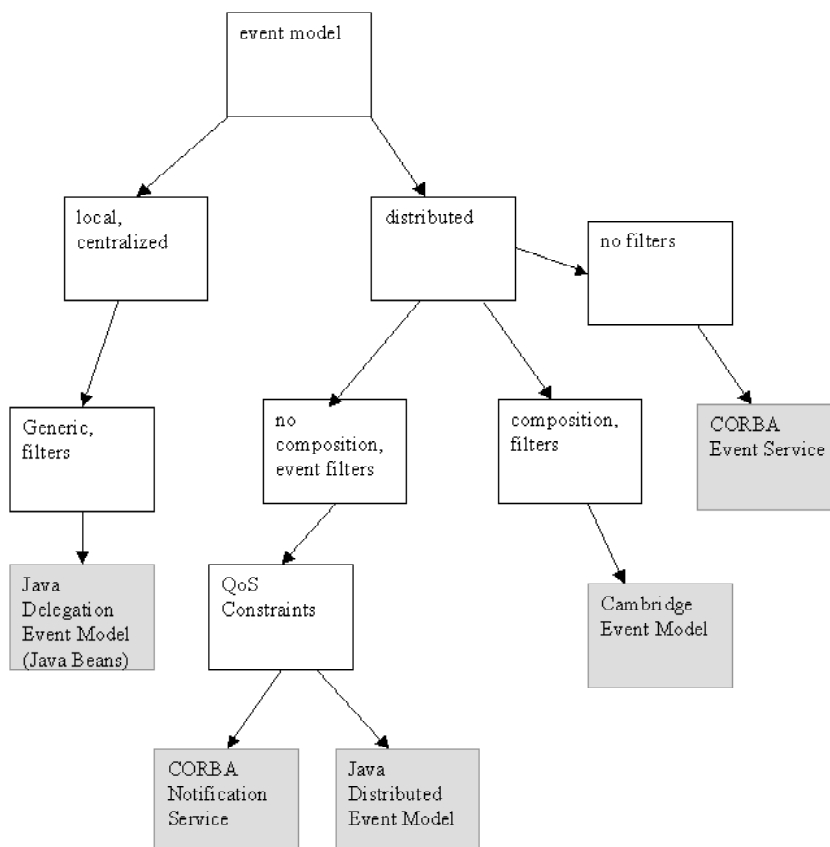 event model
local,
centralized
distributed
no filters
Generic,
filters
no
composition,
event filters
composition,
filters
CORBA
Event Service
Java
Delegation
Event Model
(Java Beans)
QoS
Constraints
Cambridge
Event Model
CORBA
Notification
Service
Java
Distributed
Event Model